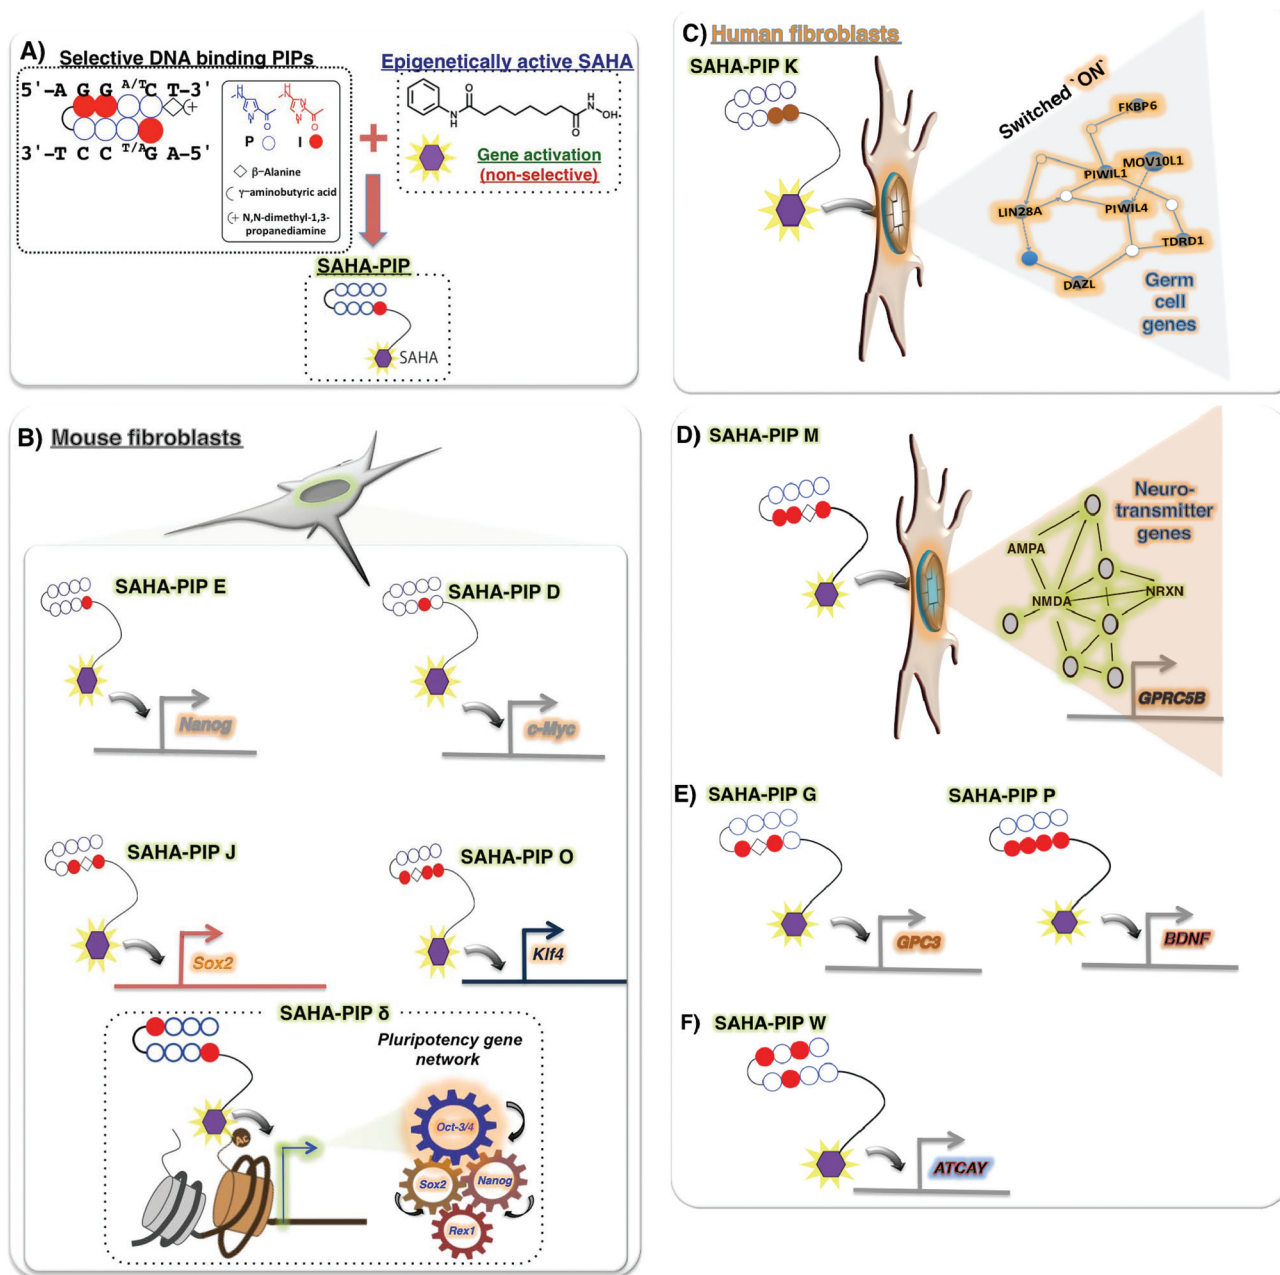 A)
Selective DNA binding PIPs
5'-A G G A/T C T-3'
3'-T C C T/A G A-5'
P I
β-Alanine
γ-aminobutyric acid
N,N-dimethyl-1,3-
propanediamine
Epigenetically active SAHA
O
H
N
N
H
O
OH
Gene activation
(non-selective)
SAHA-PIP
SAHA
B) Mouse fibroblasts
SAHA-PIP E
Nanog
SAHA-PIP D
c-Myc
SAHA-PIP J
Sox2
SAHA-PIP O
Klf4
SAHA-PIP δ
Pluripotency gene
network
Ac
Oct-3/4
Sox2
Nanog
Rex1
C) Human fibroblasts
SAHA-PIP K
Switched `ON`
FKBP6
MOV10L1
PIWIL1
LIN28A
PIWIL4
TDRD1
DAZL
Germ
cell
genes
D) SAHA-PIP M
Neuro-
transmitter
genes
AMPA
NMDA
NRXN
GPRC5B
E) SAHA-PIP G
GPC3
SAHA-PIP P
BDNF
F) SAHA-PIP W
ATCAY